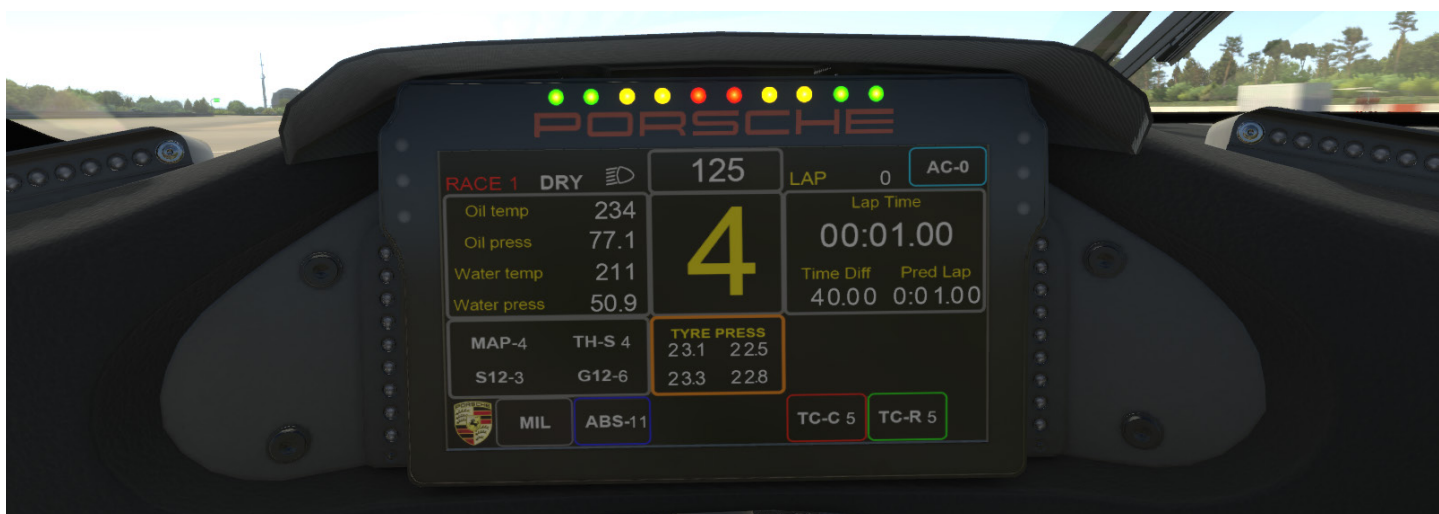 PORSCHE
RACE 1 DRY 125 LAP 0 AC-0
Oil temp 234
Oil press 77.1
Water temp 211
Water press 50.9
4
Lap Time
00:01.00
Time Diff Pred Lap
40.00 0:01.00
MAP-4 TH-S 4
S12-3 G12-6
TYRE PRESS
23.1 22.5
23.3 22.8
PORSCHE
MIL ABS-11 TC-C 5 TC-R 5